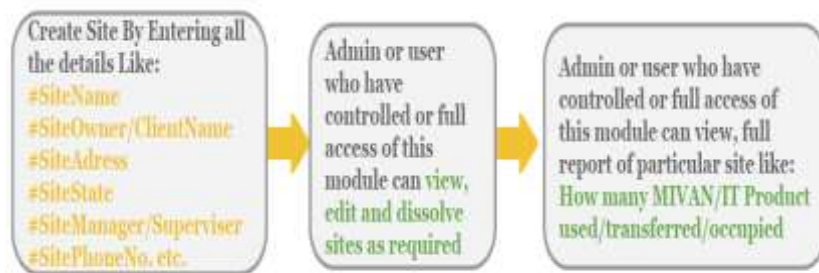 Create Site By Entering all
the details Like:
#SiteName
#SiteOwner/ClientName
#SiteAdress
#SiteState
#SiteManager/Superviser
#SitePhoneNo. etc.
Admin or user
who have
controlled or full
access of this
module can view,
edit and dissolve
sites as required
Admin or user who have
controlled or full access of
this module can view, full
report of particular site like:
How many MIVAN/IT Product
used/transferred/occupied